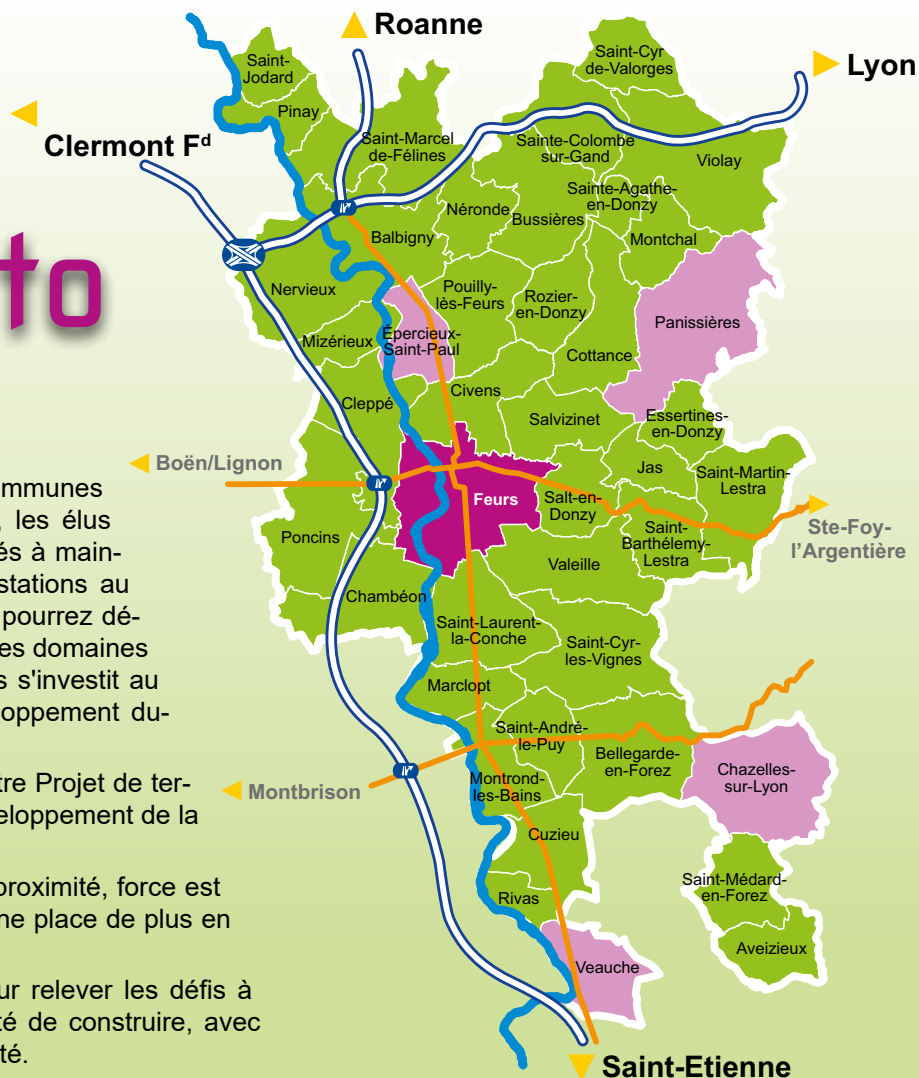 Roanne
Lyon
Clermont Fᵈ
Saint-
Jodard
Pinay
Saint-Marcel
de-Félines
Saint-Cyr
de-Valorges
Sainte-Colombe
sur-Gand
Violay
Sainte-Agathe-
en-Donzy
Néronde
Bussières
Montchal
Balbigny
to
Nervieux
Pouilly-
lès-Feurs
Rozier-
en-Donzy
Panissières
Mizérieux
Épercieux-
Saint-Paul
Cottance
Civens
Cleppé
Salvizinet
Essertines-
en-Donzy
Boën/Lignon
Jas
Saint-Martin-
Lestra
Feurs
Salt-en-
Donzy
Ste-Foy-
l'Argentière
Poncins
Saint-
Barthélemy-
Lestra
Valeille
Chambéon
Saint-Laurent-
la-Conche
Saint-Cyr-
les-Vignes
Marclopt
Saint-André-
le-Puy
Bellegarde-
en-Forez
Chazelles-
sur-Lyon
Montbrison
Montrond-
les-Bains
Cuzieu
Saint-Médard-
en-Forez
Rivas
Aveizieux
Veauche
Saint-Etienne
ommunes
, les élus
és à main-
stations au
pourrez dé-
es domaines
s s'investit au
oppement du-
tre Projet de ter-
veloppement de la
proximité, force est
ne place de plus en
ur relever les défis à
té de construire, avec
té.